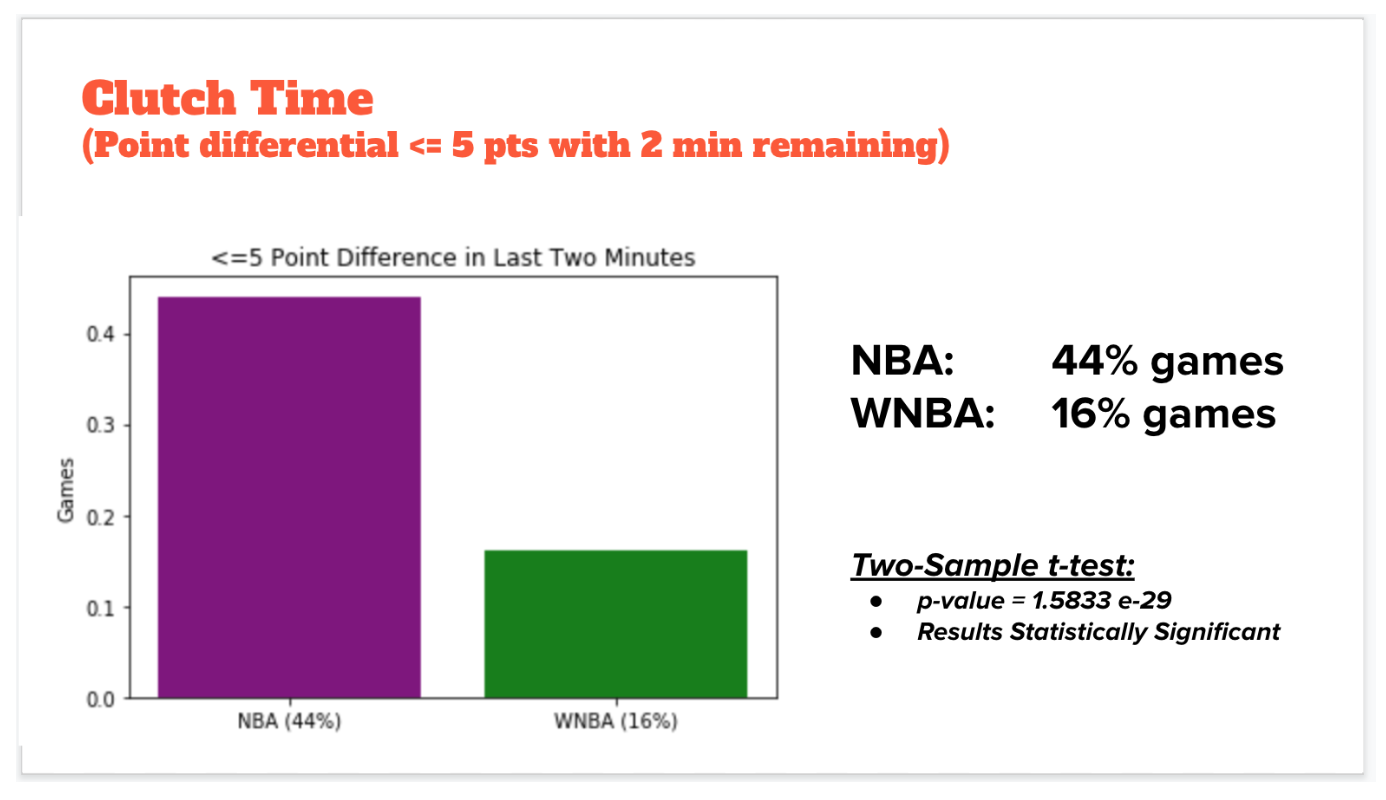 Clutch Time
(Point differential <= 5 pts with 2 min remaining)
<=5 Point Difference in Last Two Minutes
Games
0.4
0.3
0.2
0.1
0.0
NBA (44%)
WNBA (16%)
NBA: 44% games
WNBA: 16% games
Two-Sample t-test:
● p-value = 1.5833 e-29
● Results Statistically Significant